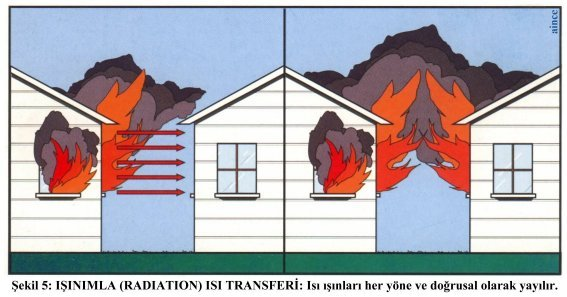 aince
Şekil 5: IŞINIMLA (RADIATION) ISI TRANSFERİ: Isı ışınları her yöne ve doğrusal olarak yayılır.